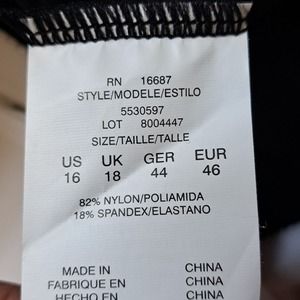 RN 16687
STYLE/MODELE/ESTILO
5530597
LOT 8004447
SIZE/TAILLE/TALLE
US UK GER EUR
16 18 44 46
82% NYLON/POLIAMIDA
18% SPANDEX/ELASTANO
MADE IN CHINA
FABRIQUE EN CHINA
HECHO EN CHINA